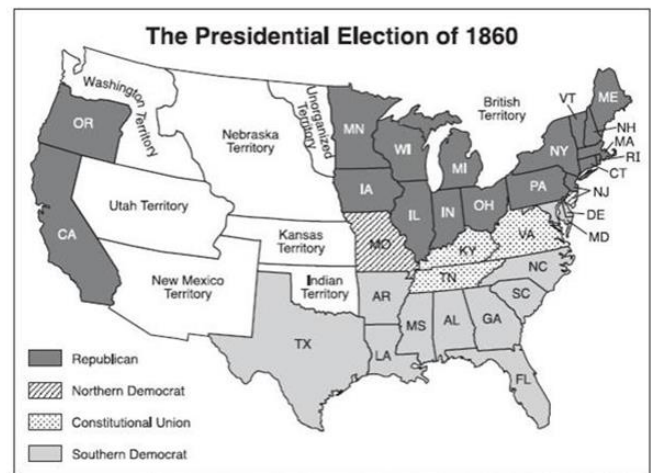 The Presidential Election of 1860
Washington
Territory
OR
CA
Utah Territory
New Mexico
Territory
Nebraska
Territory
Unorganized
Territory
Kansas
Territory
Indian
Territory
British
Territory
MN
WI
MI
IA
IL
IN
OH
MO
KY
TN
VA
NC
SC
AR
MS
AL
GA
LA
TX
FL
PA
NY
VT
ME
NH
MA
RI
CT
NJ
DE
MD
Republican
Northern Democrat
Constitutional Union
Southern Democrat